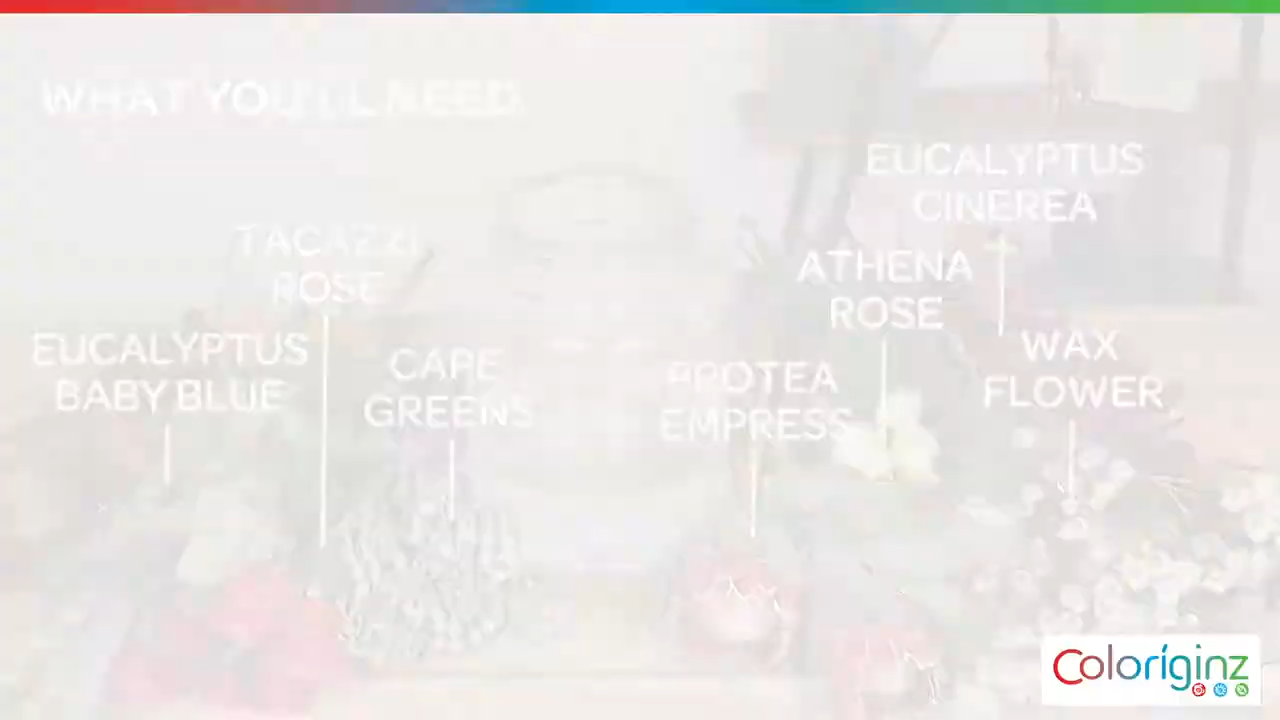 WHAT YOU'LL NEED
EUCALYPTUS
CINEREA
TACAZZI
ROSE
ATHENA
ROSE
EUCALYPTUS
BABY BLUE
CAPE
GREENS
PROTEA
EMPRESS
WAX
FLOWER
Coloríginz